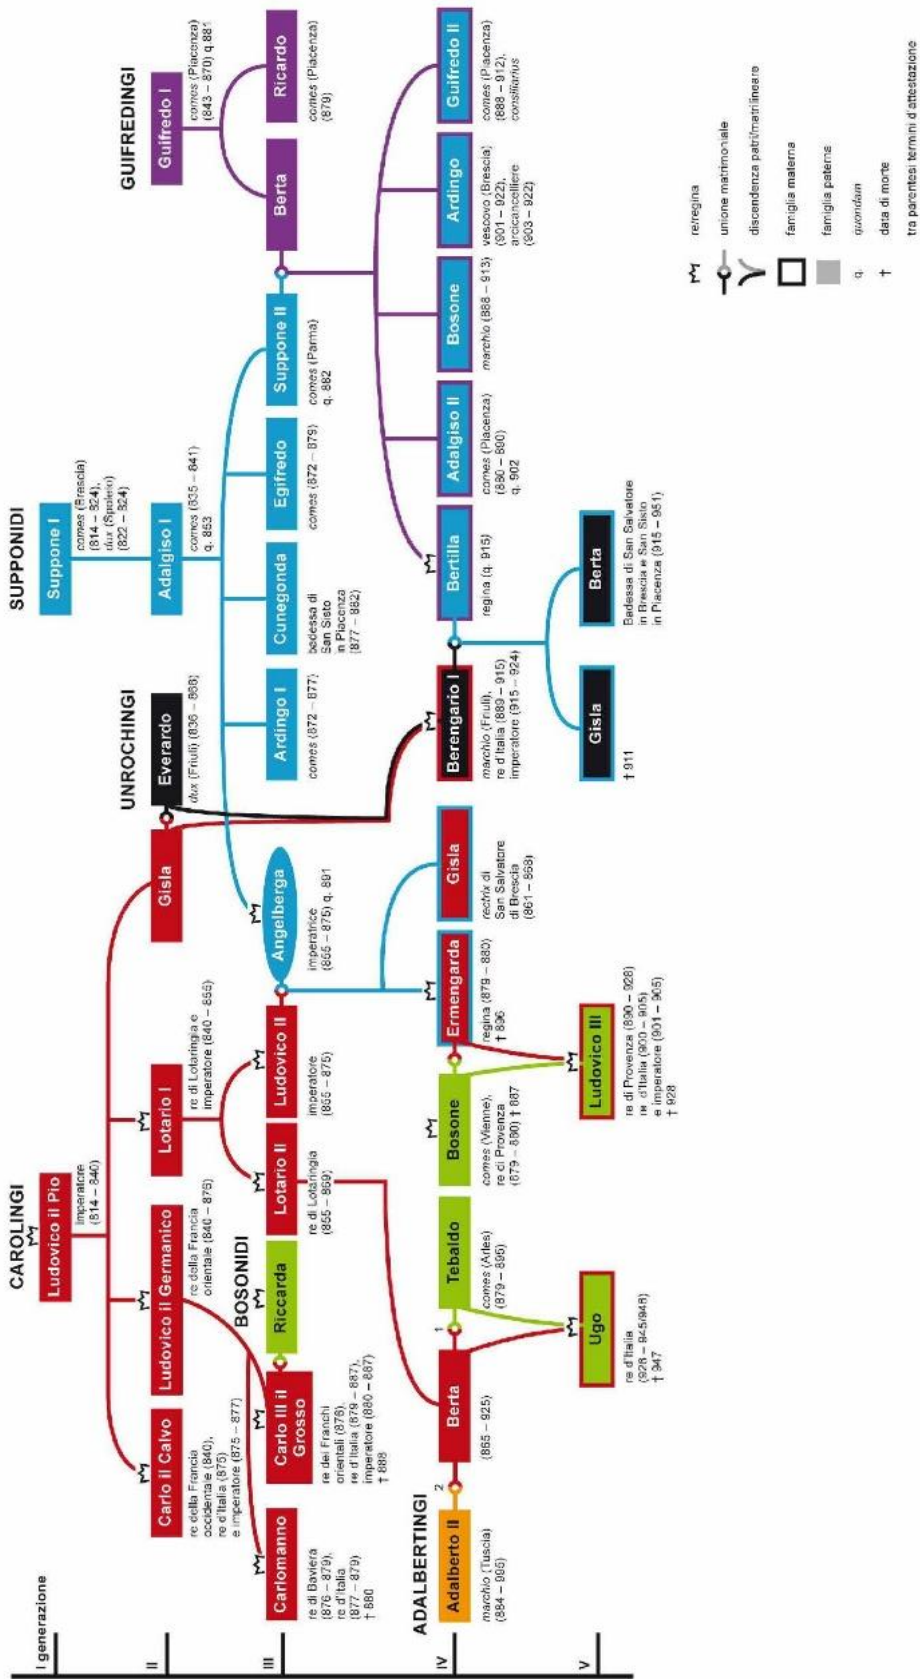 I generazione
II
III
IV
V
CAROLINGI
Ludovico il Pio
imperatore
(814 – 840)
Carlo il Calvo
re della Francia
occidentale (840),
re d'Italia (875)
e imperatore (875 – 877)
Ludovico il Germanico
re della Francia
orientale (840 – 876)
Lotario I
re di Lotaringia e
imperatore (840 – 855)
Gisla
UNROCHINGI
Everardo
dux (Friuli) (836 – 866)
SUPPONIDI
Suppone I
comes (Brescia)
(814 – 824),
dux (Spoleto)
(822 – 824)
Adalgiso I
comes (835 – 841)
q. 853
GUIFREDINGI
Guifredo I
comes (Piacenza)
(843 – 870) q.881
Carlomanno
re di Baviera
(876 – 879),
re d'Italia
(877 – 879)
† 880
Carlo III il
Grosso
re dei Franchi
orientali (876),
re d'Italia (879 – 887),
imperatore (880 – 887)
† 888
BOSONIDI
Riccarda
Lotario II
re di Lotaringia
(855 – 869)
Ludovico II
imperatore
(855 – 875)
Angelberga
imperatrice
(855 – 875) q. 891
Ardingo I
comes (872 – 877)
Cunegonda
badessa di
San Sisto
in Piacenza
(877 – 882)
Egifredo
comes (872 – 879)
Suppone II
comes (Parma)
q. 882
Berta
Ricardo
comes (Piacenza)
(879)
ADALBERTINGI
Adalberto II
marchio (Tuscia)
(884 – 995)
2
Berta
(865 – 925)
1
Tebaldo
comes (Arles)
(879 – 895)
Bosone
comes (Vienne),
re di Provenza
(879 – 880) † 887
Ermengarda
regina (879 – 880)
† 896
Gisla
rectrix di
San Salvatore
di Brescia
(861 – 868)
Berengario I
marchio (Friuli),
re d'Italia (889 – 915)
imperatore (915 – 924)
Bertilla
regina (q. 915)
Adalgiso II
comes (Piacenza)
(880 – 890)
q. 902
Bosone
marchio (888 – 913)
Ardingo
vescovo (Brescia)
(901 – 922),
arcicancelliere
(903 – 922)
Guifredo II
comes (Piacenza)
(888 – 912),
consiliarius
Ugo
re d'Italia
(926 – 945/948)
† 947
Ludovico III
re di Provenza (890 – 928)
re d'Italia (900 – 905)
e imperatore (901 – 905)
† 928
Gisla
† 911
Berta
Badessa di San Salvatore
in Brescia e San Sisto
in Piacenza (915 – 951)
re/regina
unione matrimoniale
discendenza patri/matrilineare
famiglia materna
famiglia paterna
q. quondam
† data di morte
tra parentesi termini d'attestazione